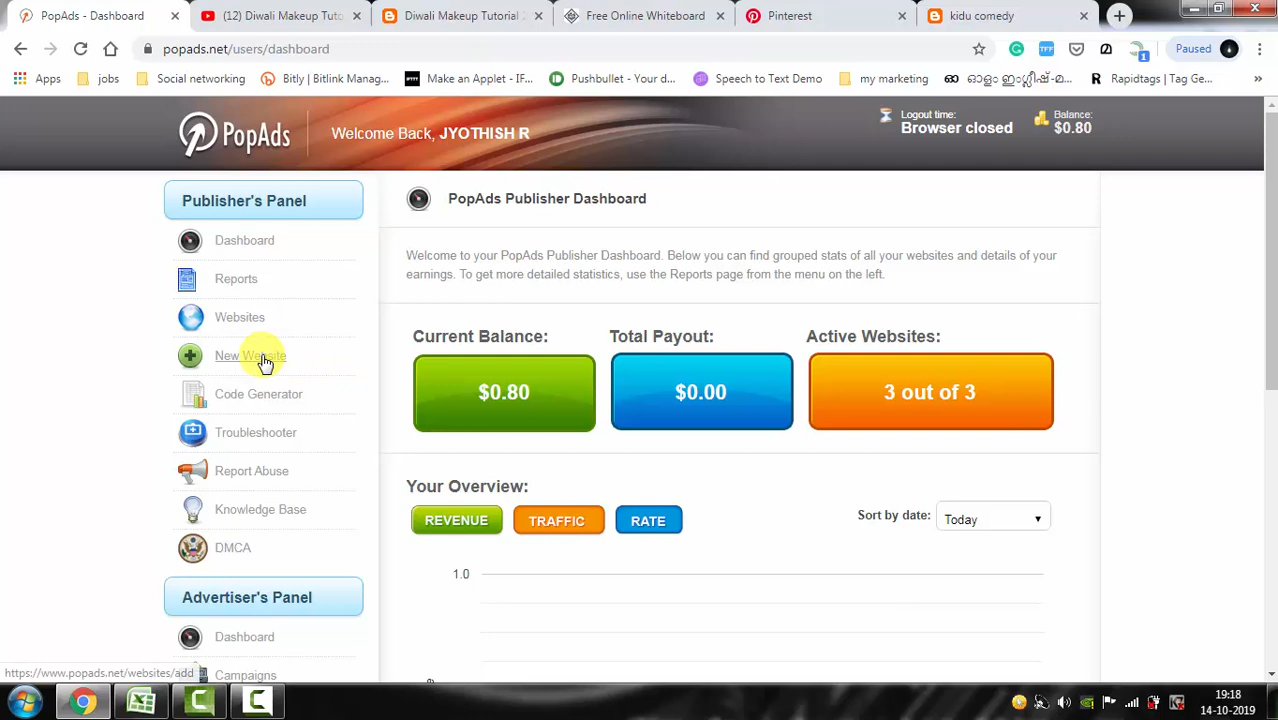 PopAds - Dashboard
(12) Diwali Makeup Tuto
Diwali Makeup Tutorial 2
Free Online Whiteboard
Pinterest
kidu comedy
popads.net/users/dashboard
1
Paused
Apps
jobs
Social networking
Bitly | Bitlink Manag...
Make an Applet - IF...
Pushbullet - Your d...
Speech to Text Demo
my marketing
ഓളം ഇംഗ്ലീഷ് -മ...
Rapidtags | Tag Ge...
»
PopAds
Welcome Back, JYOTHISH R
Logout time:
Browser closed
Balance:
$0.80
Publisher's Panel
Dashboard
Reports
Websites
New Website
Code Generator
Troubleshooter
Report Abuse
Knowledge Base
DMCA
Advertiser's Panel
Dashboard
Campaigns
PopAds Publisher Dashboard
Welcome to your PopAds Publisher Dashboard. Below you can find grouped stats of all your websites and details of your
earnings. To get more detailed statistics, use the Reports page from the menu on the left.
Current Balance:
Total Payout:
Active Websites:
$0.80
$0.00
3 out of 3
Your Overview:
REVENUE
TRAFFIC
RATE
Sort by date:
Today
1.0
https://www.popads.net/websites/add
19:18
14-10-2019